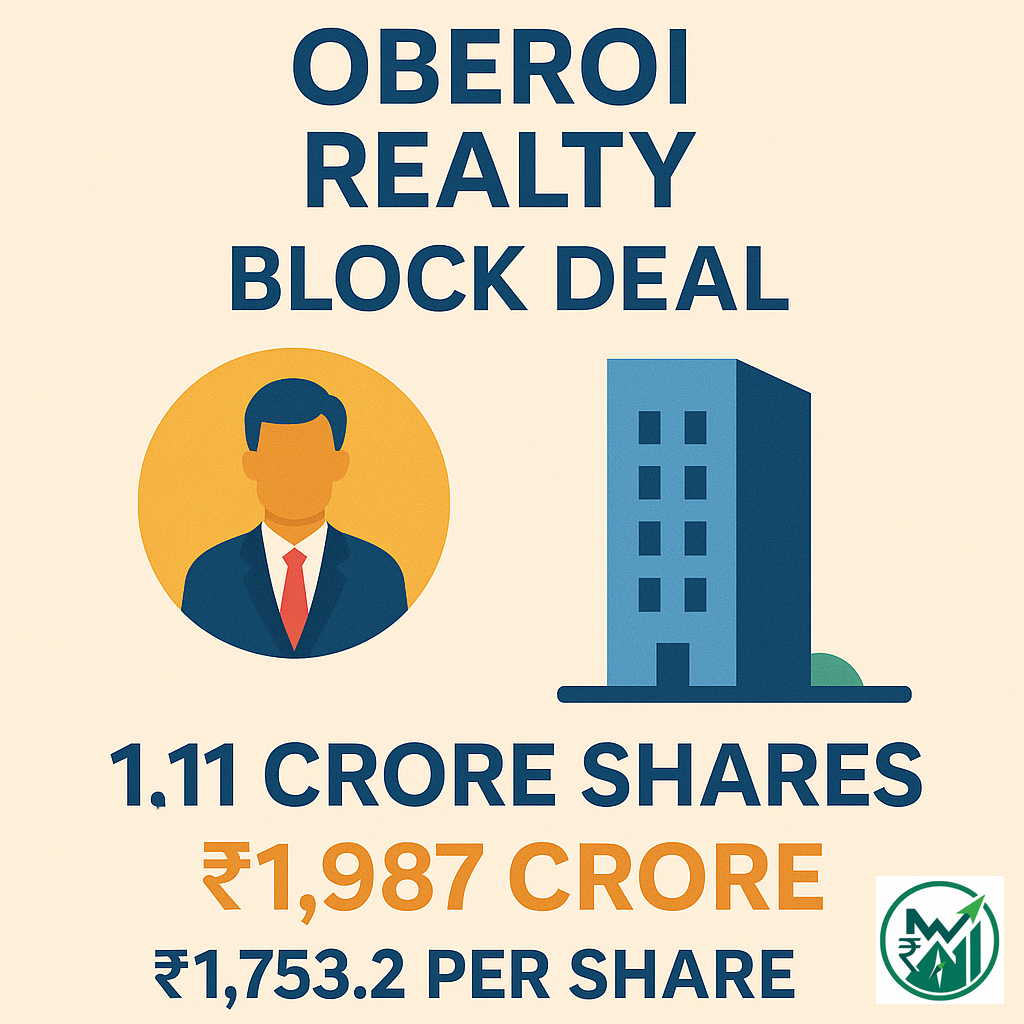 OBEROI
REALTY
BLOCK DEAL
1.11 CRORE SHARES
₹1,987 CRORE
₹1,753.2 PER SHARE
₹